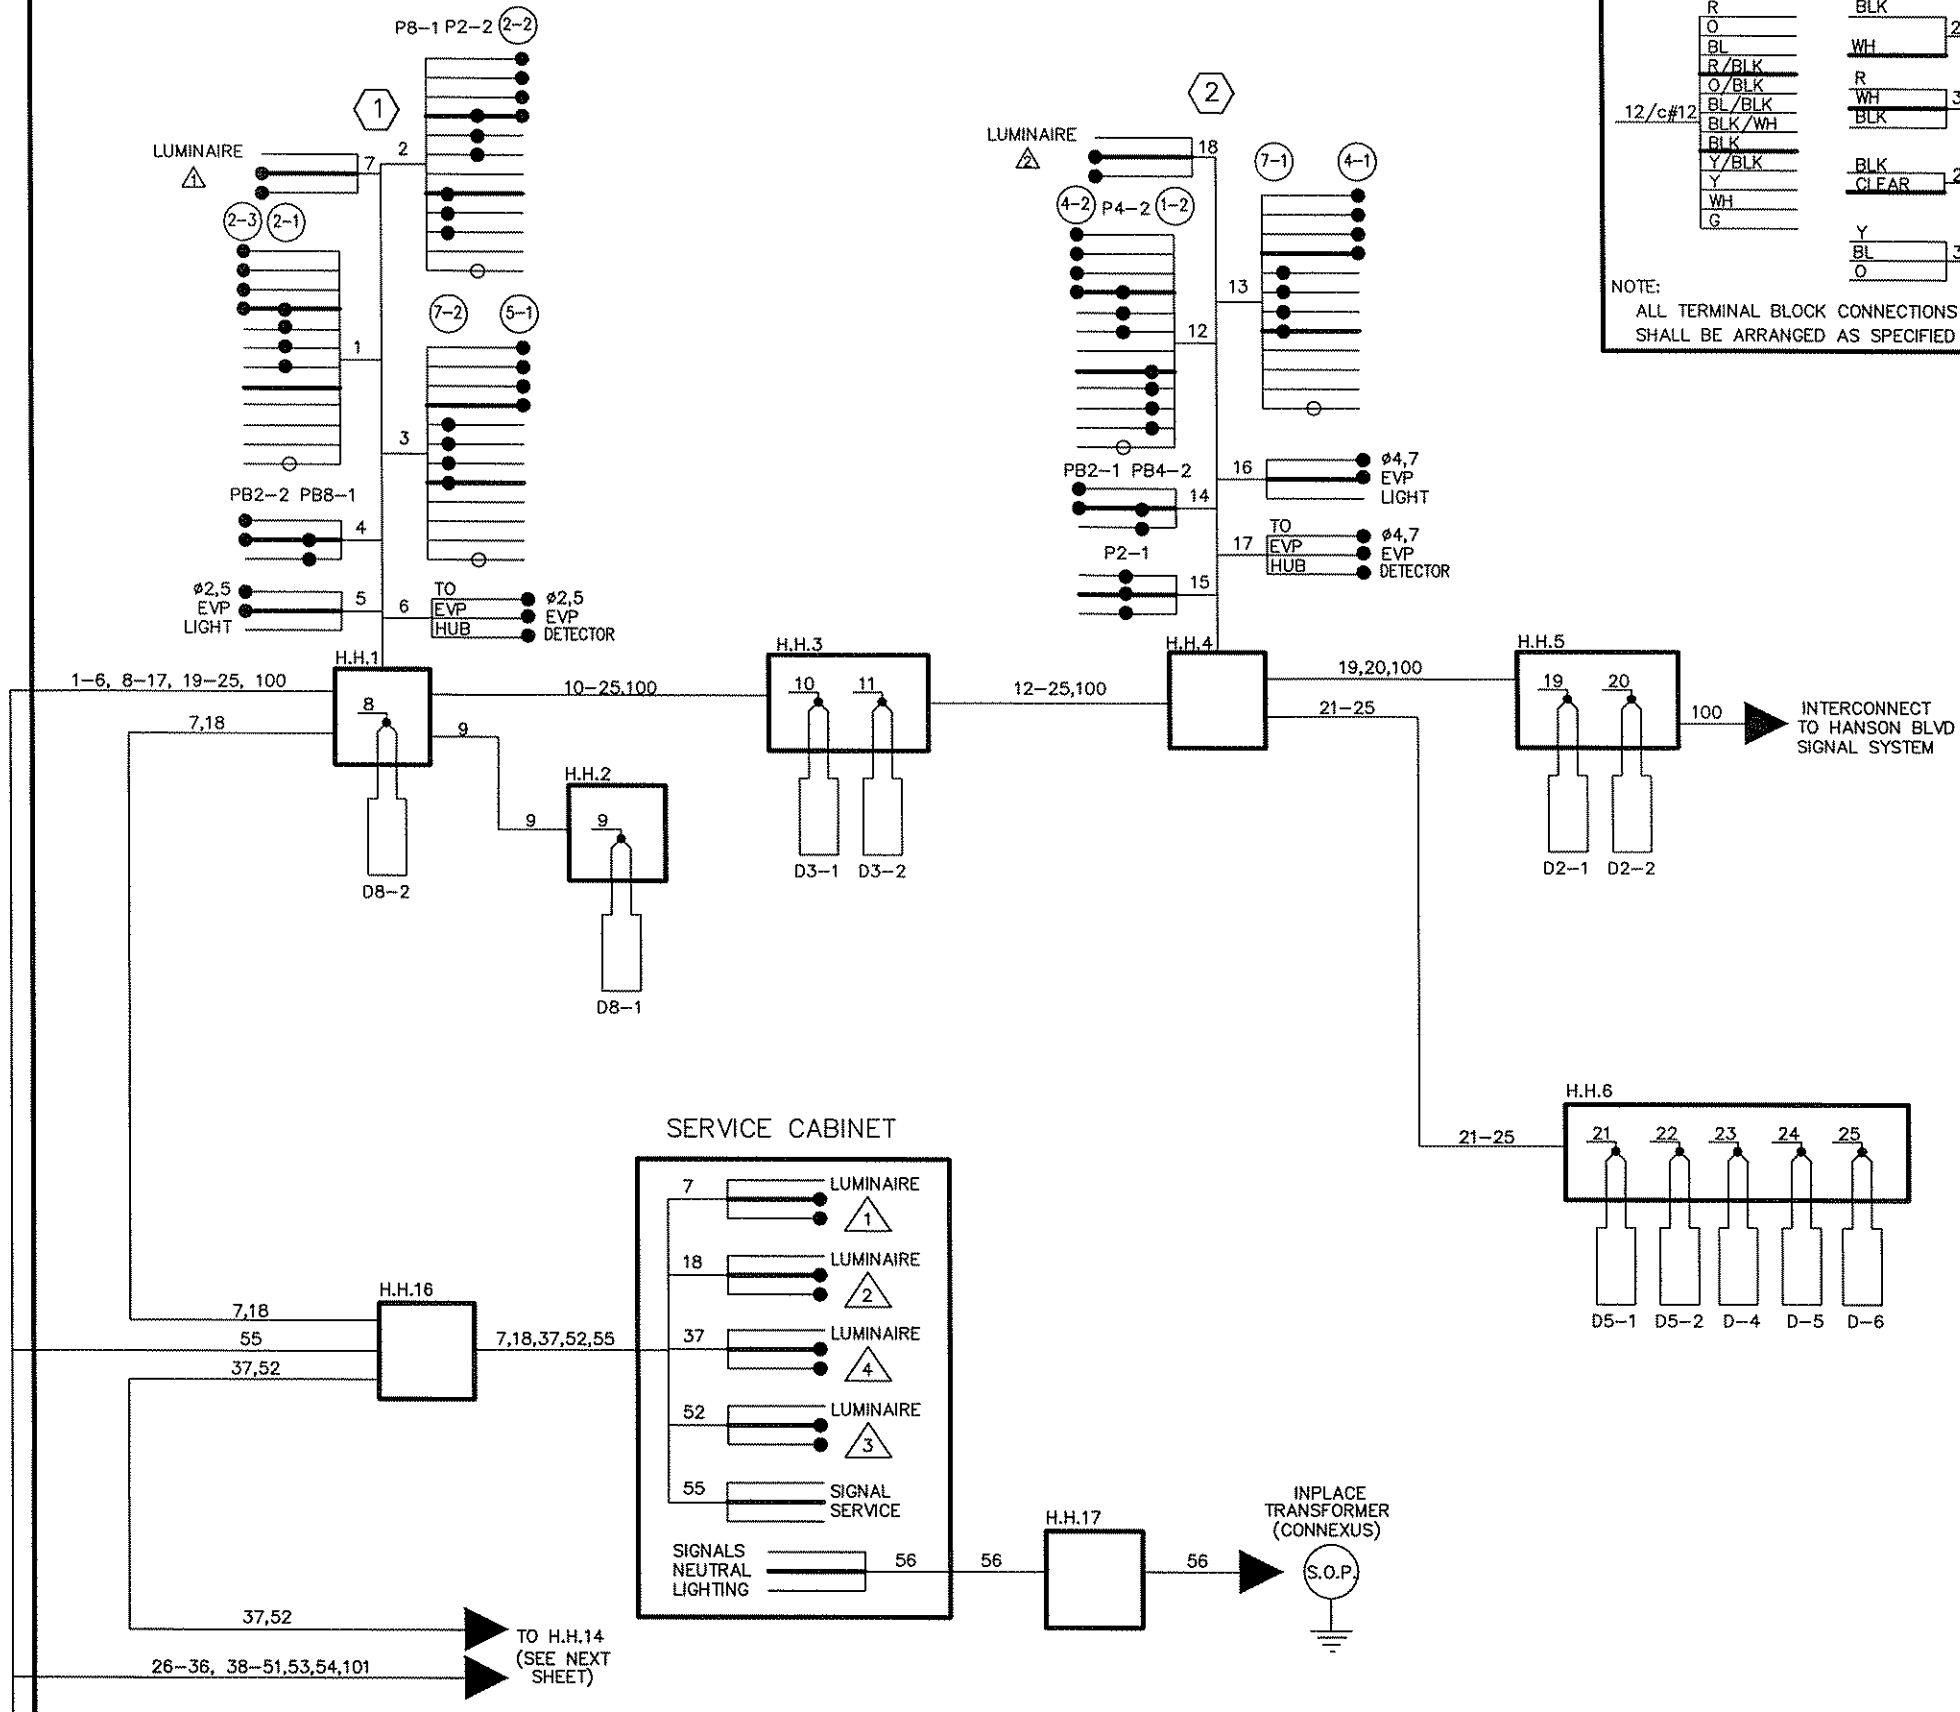 P8-1 P2-2 2-2
1
2
LUMINAIRE
1
7
2-3 2-1
1
7-2 5-1
3
PB2-2 PB8-1
4
ø2,5
EVP
LIGHT
5
6
TO
EVP
HUB
ø2,5
EVP
DETECTOR
2
LUMINAIRE
2
18
4-2 P4-2 1-2
7-1 4-1
13
12
PB2-1 PB4-2
14
16
ø4,7
EVP
LIGHT
P2-1
15
17
TO
EVP
HUB
ø4,7
EVP
DETECTOR
R
O
BL
R/BLK
O/BLK
BL/BLK
BLK/WH
BLK
Y/BLK
Y
WH
G
12/c#12
BLK
WH
2
R
WH
BLK
3
BLK
CLEAR
2
Y
BL
O
3
NOTE:
ALL TERMINAL BLOCK CONNECTIONS
SHALL BE ARRANGED AS SPECIFIED
1-6, 8-17, 19-25, 100
7,18
H.H.1
8
D8-2
10-25,100
9
9
H.H.2
9
D8-1
H.H.3
10
11
D3-1 D3-2
12-25,100
H.H.4
19,20,100
21-25
H.H.5
19
20
D2-1 D2-2
100
INTERCONNECT
TO HANSON BLVD
SIGNAL SYSTEM
21-25
H.H.6
21 22 23 24 25
D5-1 D5-2 D-4 D-5 D-6
SERVICE CABINET
7
LUMINAIRE
1
18
LUMINAIRE
2
37
LUMINAIRE
4
52
LUMINAIRE
3
55
SIGNAL
SERVICE
SIGNALS
NEUTRAL
LIGHTING
56
56
H.H.17
56
INPLACE
TRANSFORMER
(CONNEXUS)
S.O.P.
H.H.16
7,18
55
37,52
7,18,37,52,55
37,52
26-36, 38-51,53,54,101
TO H.H.14
(SEE NEXT
SHEET)